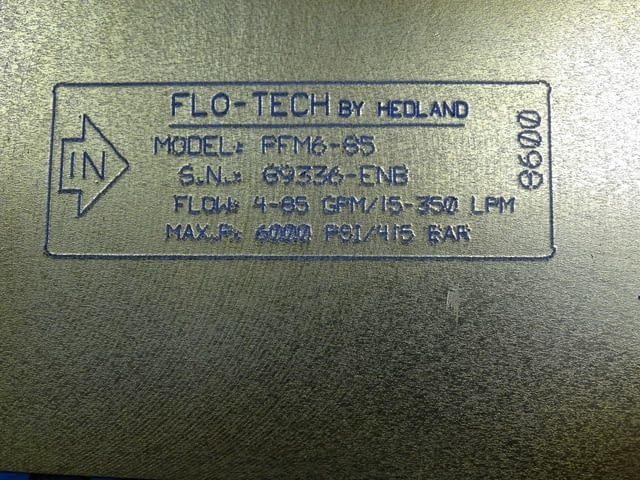 FLO-TECH BY HEDLAND
IN
MODEL: PFM6-85
S.N.: 69336-ENB
FLOW: 4-85 GPM/15-350 LPM
MAX.P: 6000 PSI/415 BAR
8600